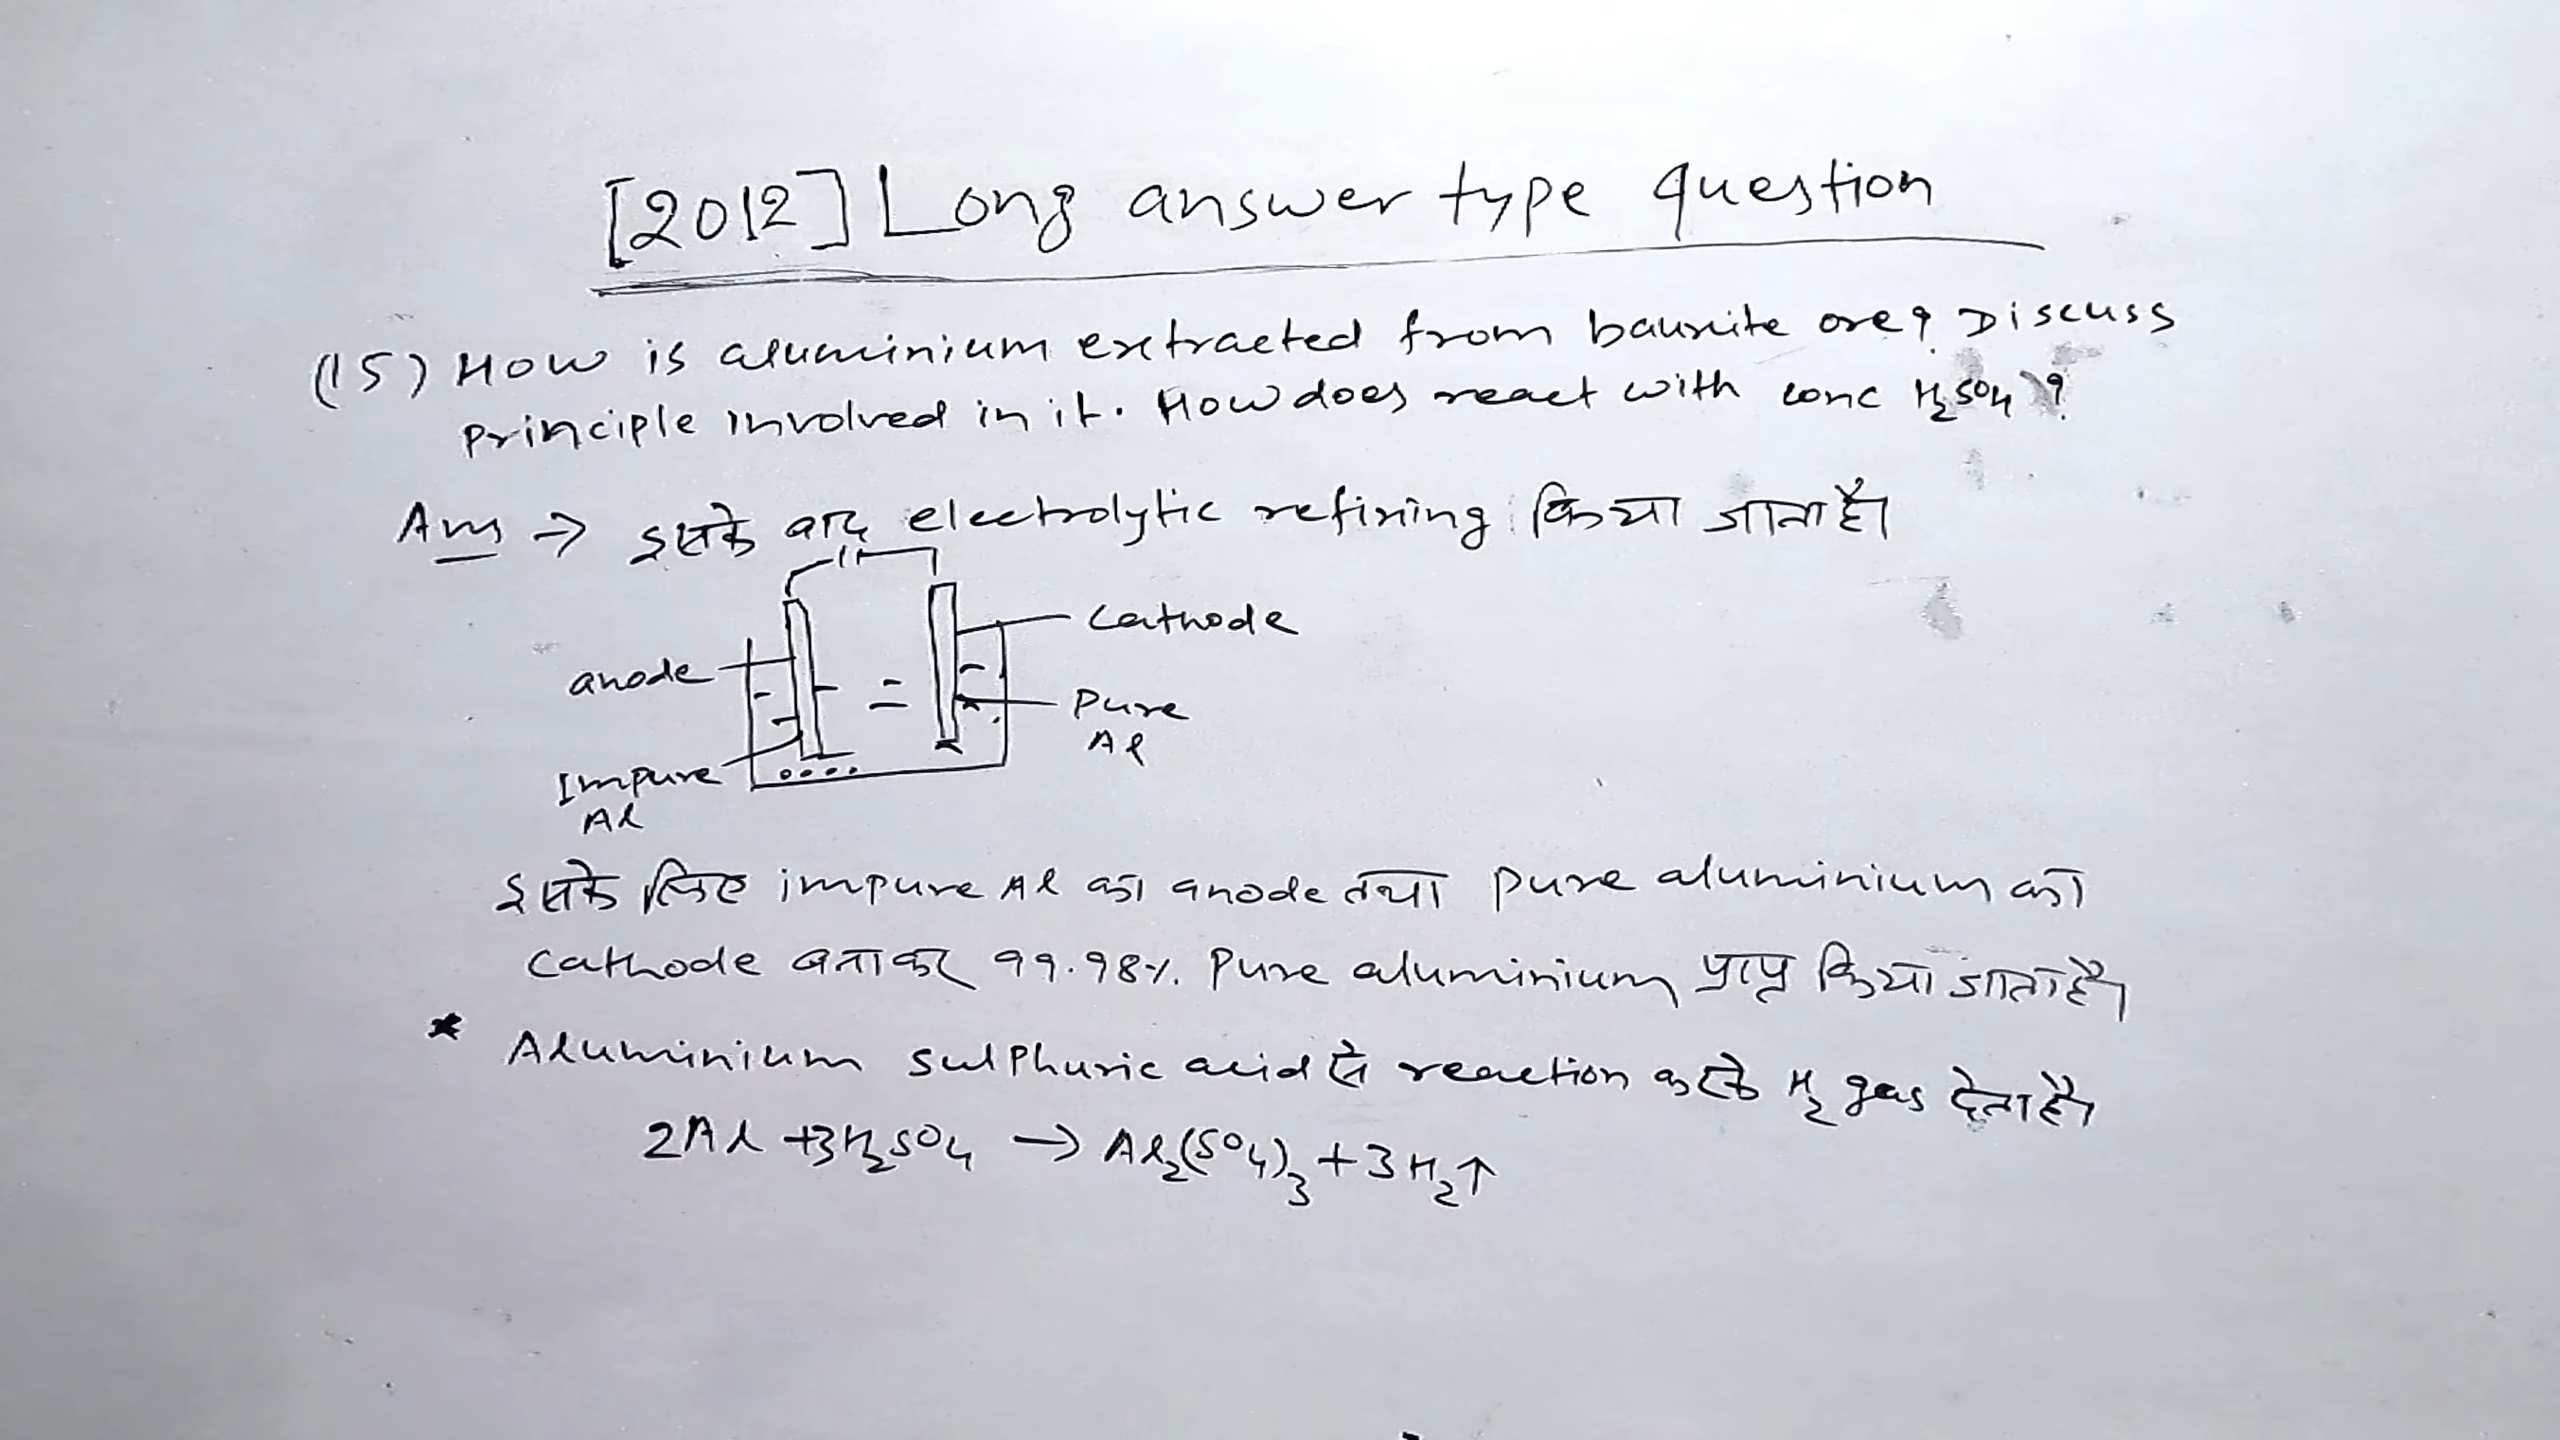 [2012] Long answer type question
(15) How is aluminium extracted from bauxite ore? Discuss
principle involved in it. How does react with conc H₂SO₄?
Ans → इसके बाद electrolytic refining किया जाता है।
Cathode
anode
Pure
Al
Impure
Al
इसके लिए impure Al का anode तथा pure aluminium का
Cathode बनाकर 99.98% Pure aluminium प्राप्त किया जाता है।
* Aluminium sulphuric acid से reaction करके H₂ gas देता है।
2Al + 3H₂SO₄ → Al₂(SO₄)₃ + 3H₂↑